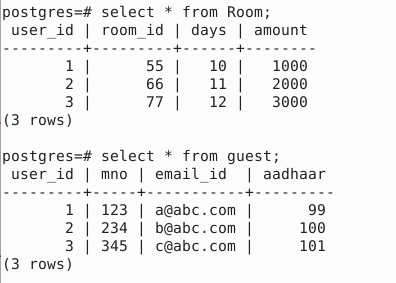 postgres=# select * from Room;
 user_id | room_id | days | amount
---------+---------+------+--------
       1 |      55 |   10 |   1000
       2 |      66 |   11 |   2000
       3 |      77 |   12 |   3000
(3 rows)

postgres=# select * from guest;
 user_id | mno | email_id  | aadhaar
---------+-----+-----------+---------
       1 | 123 | a@abc.com |      99
       2 | 234 | b@abc.com |     100
       3 | 345 | c@abc.com |     101
(3 rows)